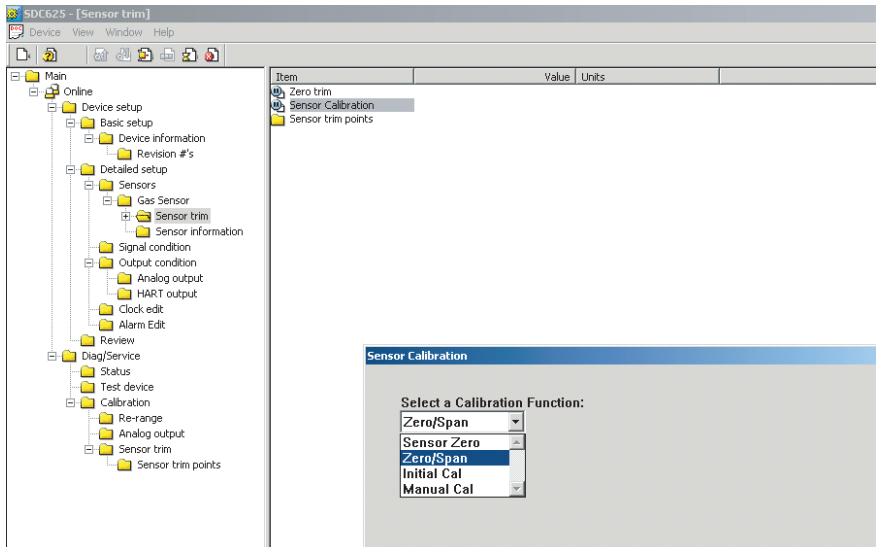 SDC625 - [Sensor trim]
Device View Window Help
Item Value Units
Main
Online
Device setup
Basic setup
Device information
Revision #'s
Detailed setup
Sensors
Gas Sensor
Sensor trim
Sensor information
Signal condition
Output condition
Analog output
HART output
Clock edit
Alarm Edit
Review
Diag/Service
Status
Test device
Calibration
Re-range
Analog output
Sensor trim
Sensor trim points
Zero trim
Sensor Calibration
Sensor trim points
Sensor Calibration
Select a Calibration Function:
Zero/Span
Sensor Zero
Zero/Span
Initial Cal
Manual Cal